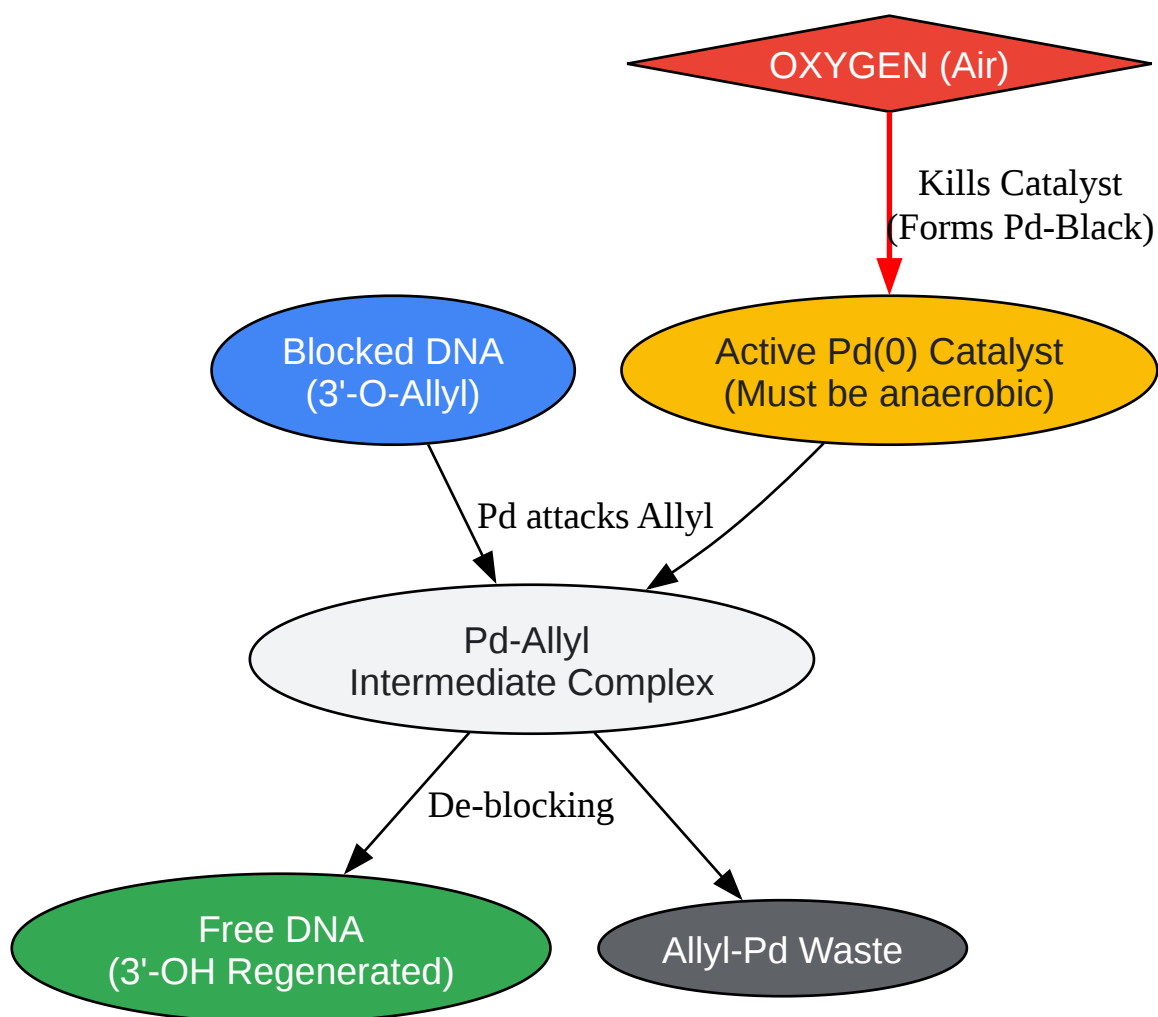 OXYGEN (Air)
Kills Catalyst
(Forms Pd-Black)
Blocked DNA
(3'-O-Allyl)
Active Pd(0) Catalyst
(Must be anaerobic)
Pd attacks Allyl
Pd-Allyl
Intermediate Complex
De-blocking
Free DNA
(3'-OH Regenerated)
Allyl-Pd Waste